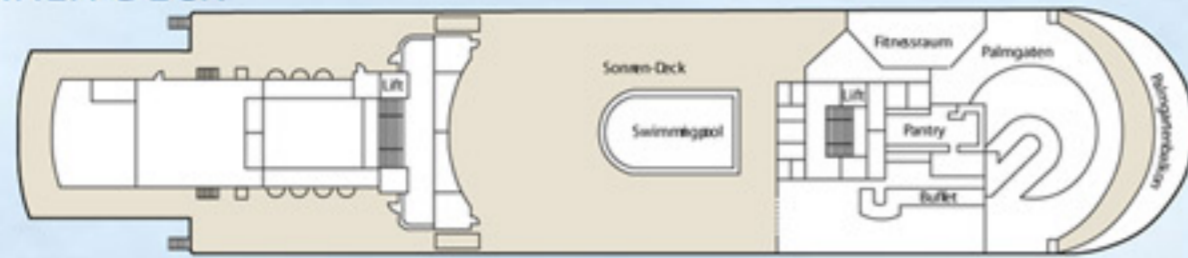 Fitnessraum
Palmgaten
Sonnen-Deck
Lift
Lift
Swimmingpool
Pantry
Palmgartenbalkon
Buffet